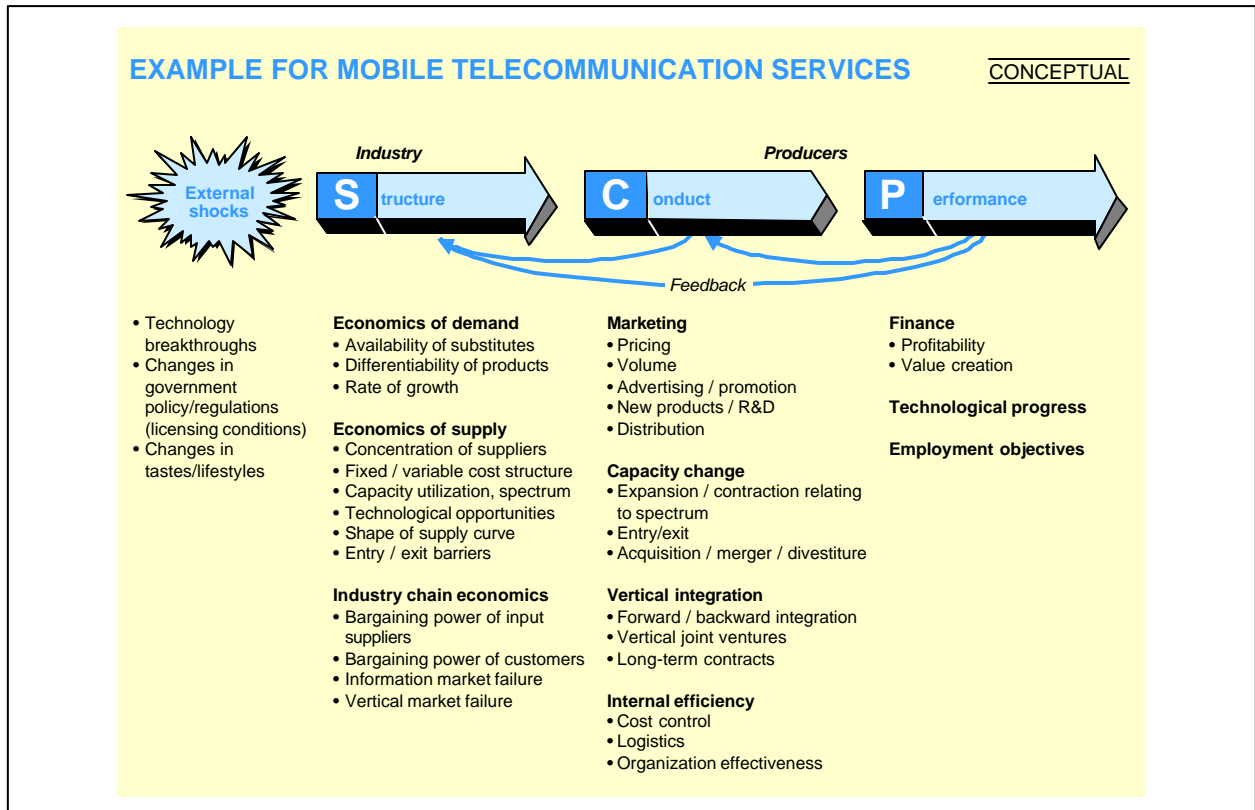 EXAMPLE FOR MOBILE TELECOMMUNICATION SERVICES
CONCEPTUAL
Industry
Producers
External
shocks
Structure
Conduct
Performance
Feedback
• Technology
breakthroughs
• Changes in
government
policy/regulations
(licensing conditions)
• Changes in
tastes/lifestyles
Economics of demand
• Availability of substitutes
• Differentiability of products
• Rate of growth
Economics of supply
• Concentration of suppliers
• Fixed / variable cost structure
• Capacity utilization, spectrum
• Technological opportunities
• Shape of supply curve
• Entry / exit barriers
Industry chain economics
• Bargaining power of input
suppliers
• Bargaining power of customers
• Information market failure
• Vertical market failure
Marketing
• Pricing
• Volume
• Advertising / promotion
• New products / R&D
• Distribution
Capacity change
• Expansion / contraction relating
to spectrum
• Entry/exit
• Acquisition / merger / divestiture
Vertical integration
• Forward / backward integration
• Vertical joint ventures
• Long-term contracts
Internal efficiency
• Cost control
• Logistics
• Organization effectiveness
Finance
• Profitability
• Value creation
Technological progress
Employment objectives